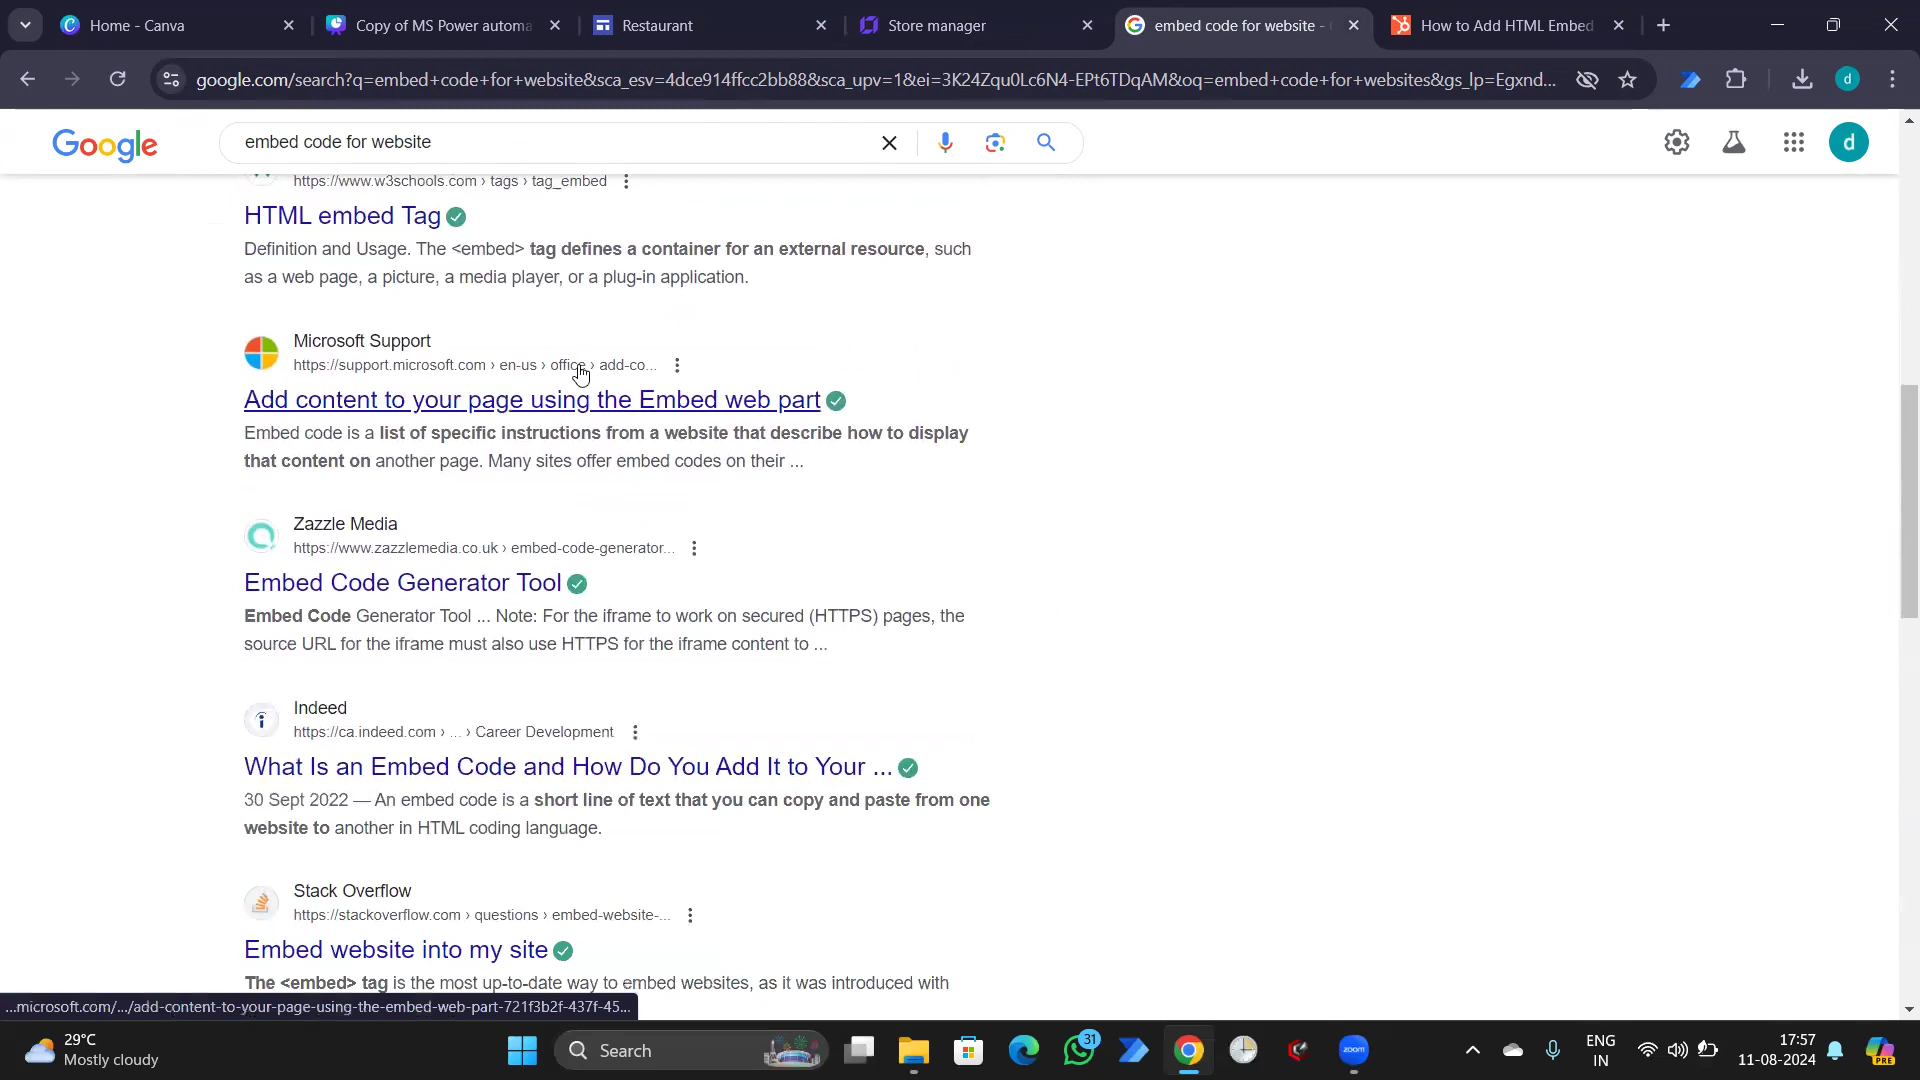 Home - Canva
Copy of MS Power automa
Restaurant
Store manager
embed code for website -
How to Add HTML Embed
google.com/search?q=embed+code+for+website&sca_esv=4dce914ffcc2bb88&sca_upv=1&ei=3K24Zqu0Lc6N4-EPt6TDqAM&oq=embed+code+for+websites&gs_lp=Egxnd...
d
Google
embed code for website
d
https://www.w3schools.com › tags › tag_embed
HTML embed Tag
Definition and Usage. The <embed> tag defines a container for an external resource, such
as a web page, a picture, a media player, or a plug-in application.
Microsoft Support
https://support.microsoft.com › en-us › office › add-co...
Add content to your page using the Embed web part
Embed code is a list of specific instructions from a website that describe how to display
that content on another page. Many sites offer embed codes on their ...
Zazzle Media
https://www.zazzlemedia.co.uk › embed-code-generator...
Embed Code Generator Tool
Embed Code Generator Tool ... Note: For the iframe to work on secured (HTTPS) pages, the
source URL for the iframe must also use HTTPS for the iframe content to ...
Indeed
https://ca.indeed.com › ... › Career Development
What Is an Embed Code and How Do You Add It to Your ...
30 Sept 2022 — An embed code is a short line of text that you can copy and paste from one
website to another in HTML coding language.
Stack Overflow
https://stackoverflow.com › questions › embed-website-...
Embed website into my site
The <embed> tag is the most up-to-date way to embed websites, as it was introduced with
...microsoft.com/.../add-content-to-your-page-using-the-embed-web-part-721f3b2f-437f-45...
29°C
Mostly cloudy
Search
31
zoom
ENG
IN
17:57
11-08-2024
PRE